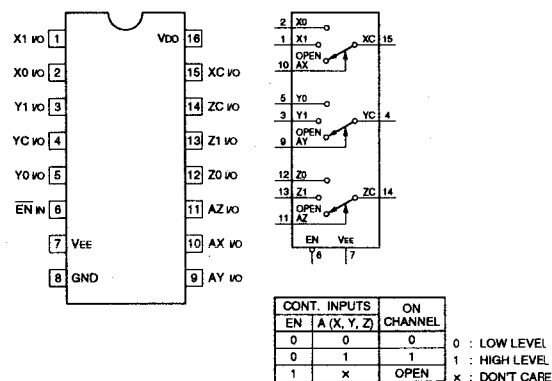 X1 I/O 1
X0 I/O 2
Y1 I/O 3
YC I/O 4
Y0 I/O 5
EN IN 6
7 VEE
8 GND
VDD 16
15 XC I/O
14 ZC I/O
13 Z1 I/O
12 Z0 I/O
11 AZ I/O
10 AX I/O
9 AY I/O
2 X0
1 X1 XC 15
OPEN
10 AX
5 Y0
3 Y1 YC 4
OPEN
9 AY
12 Z0
13 Z1 ZC 14
OPEN
11 AZ
EN VEE
6 7
CONT. INPUTS ON CHANNEL
EN A (X, Y, Z)
0 0 0
0 1 1
1 × OPEN
0 : LOW LEVEL
1 : HIGH LEVEL
× : DON'T CARE